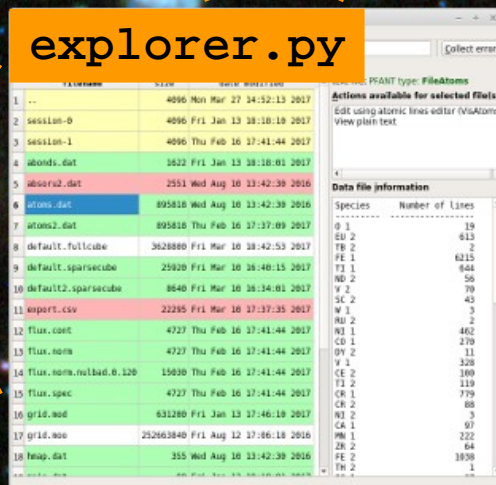 explorer.py
Collect error
PFANT type: FileAtoms
filename size date modified
Actions available for selected file(s
Edit using atomic lines editor (VisAtom
View plain text
1 .. 4096 Mon Mar 27 14:52:13 2017
2 session-0 4096 Fri Jan 13 18:18:10 2017
3 session-1 4096 Thu Feb 16 17:41:44 2017
4 abonds.dat 1622 Fri Jan 13 18:18:01 2017
5 absoru2.dat 2551 Wed Aug 10 13:42:30 2016
6 atoms.dat 895818 Wed Aug 10 13:42:30 2016
7 atoms2.dat 895818 Thu Feb 16 17:37:09 2017
8 default.fullcube 3628800 Fri Mar 10 18:42:53 2017
9 default.sparsecube 25920 Fri Mar 10 16:40:15 2017
10 default2.sparsecube 8640 Fri Mar 10 16:34:01 2017
11 export.csv 22295 Fri Mar 10 17:37:35 2017
12 flux.cont 4727 Thu Feb 16 17:41:44 2017
13 flux.norm 4727 Thu Feb 16 17:41:44 2017
14 flux.norm.nulbad.0.120 15030 Thu Feb 16 17:41:44 2017
15 flux.spec 4727 Thu Feb 16 17:41:44 2017
16 grid.mod 631280 Fri Jan 13 17:46:10 2017
17 grid.moo 252663840 Fri Aug 12 17:06:18 2016
18 hmap.dat 355 Wed Aug 10 13:42:30 2016
Data file information
Species Number of lines
O 1 19
EU 2 613
TB 2 2
FE 1 6215
TI 1 644
ND 2 56
V 2 70
SC 2 43
W 1 3
RU 2 2
NI 1 462
CO 1 270
DY 2 11
V 1 328
CE 2 100
TI 2 119
CR 1 779
CR 2 88
NI 2 3
CA 1 97
MN 1 222
ZR 2 64
FE 2 1038
TH 2 1